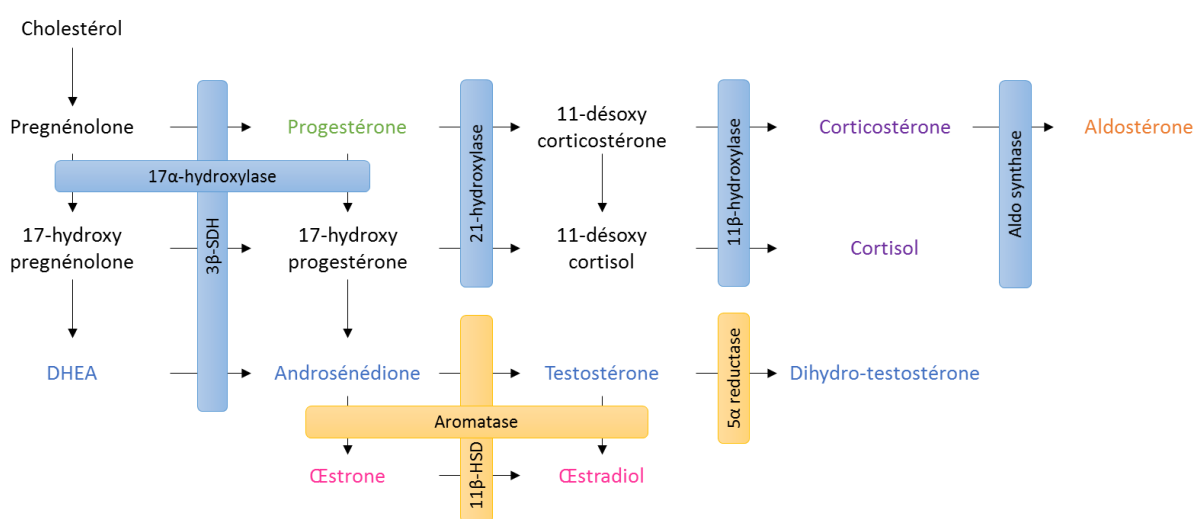 Cholestérol
Pregnénolone
Progestérone
11-désoxy
corticostérone
Corticostérone
Aldostérone
17α-hydroxylase
3β-SDH
21-hydroxylase
11β-hydroxylase
Aldo synthase
17-hydroxy
pregnénolone
17-hydroxy
progestérone
11-désoxy
cortisol
Cortisol
DHEA
Androsénédione
Testostérone
5α reductase
Dihydro-testostérone
Aromatase
11β-HSD
Œstrone
Œstradiol